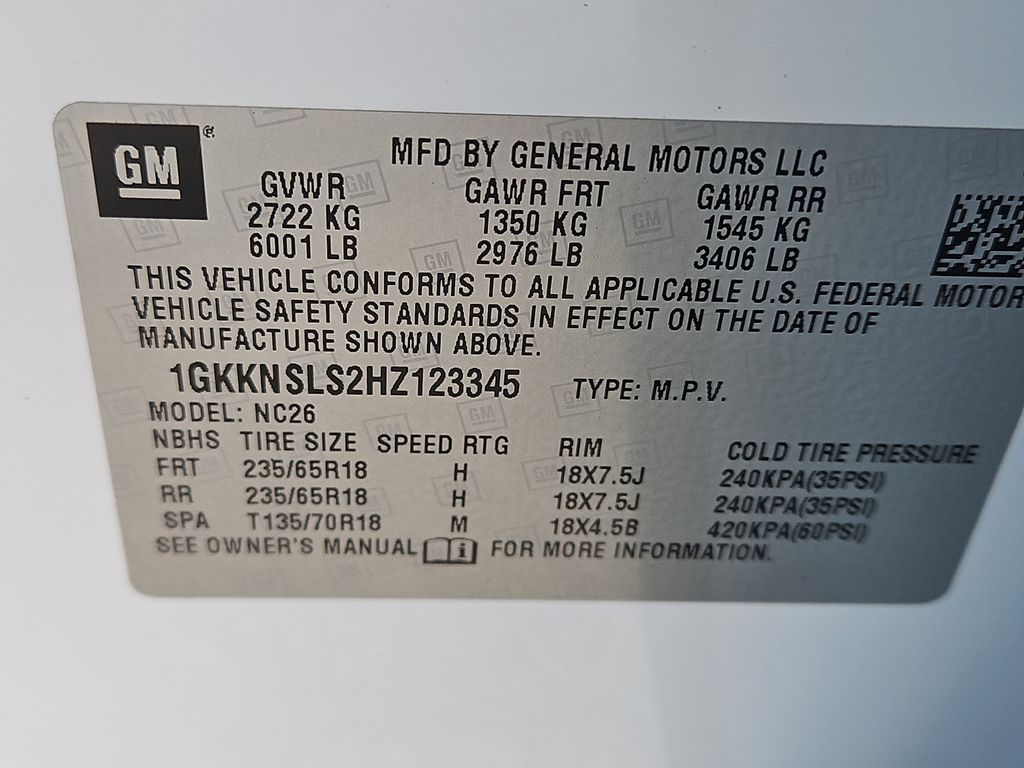 GM ®
MFD BY GENERAL MOTORS LLC
GVWR GAWR FRT GAWR RR
2722 KG 1350 KG 1545 KG
6001 LB 2976 LB 3406 LB
THIS VEHICLE CONFORMS TO ALL APPLICABLE U.S. FEDERAL MOTOR
VEHICLE SAFETY STANDARDS IN EFFECT ON THE DATE OF
MANUFACTURE SHOWN ABOVE.
1GKKNSLS2HZ123345 TYPE: M.P.V.
MODEL: NC26
NBHS TIRE SIZE SPEED RTG RIM COLD TIRE PRESSURE
FRT 235/65R18 H 18X7.5J 240KPA(35PSI)
RR 235/65R18 H 18X7.5J 240KPA(35PSI)
SPA T135/70R18 M 18X4.5B 420KPA(60PSI)
SEE OWNER'S MANUAL FOR MORE INFORMATION.